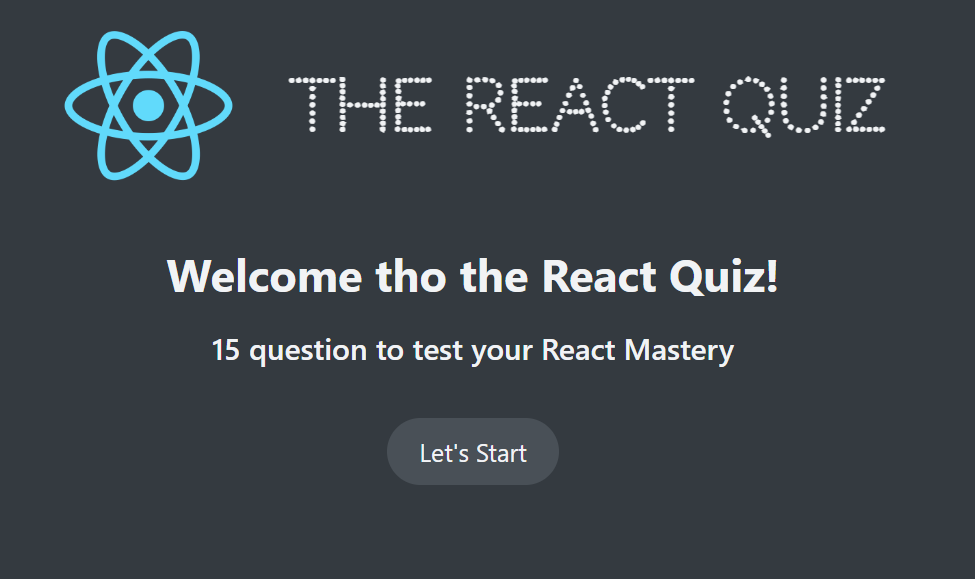 THE REACT QUIZ
Welcome tho the React Quiz!
15 question to test your React Mastery
Let's Start